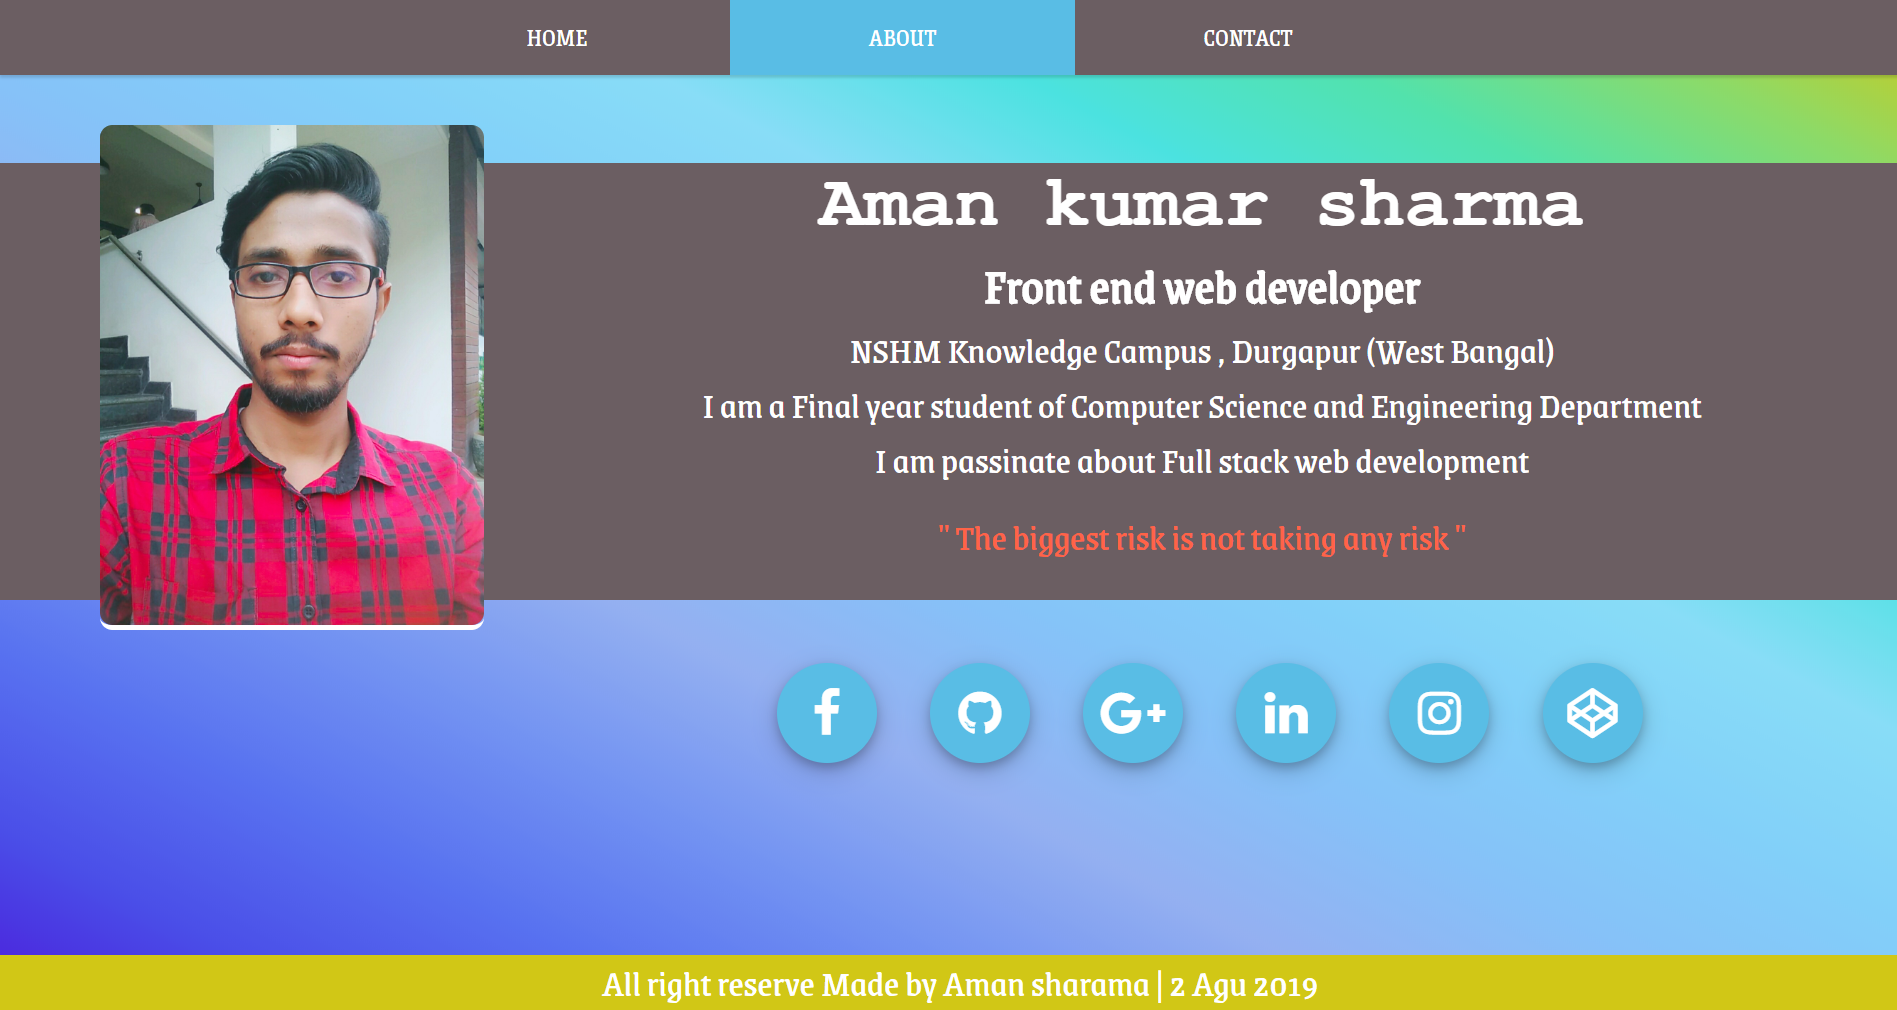 HOME ABOUT CONTACT
Aman kumar sharma
Front end web developer
NSHM Knowledge Campus , Durgapur (West Bangal)
I am a Final year student of Computer Science and Engineering Department
I am passinate about Full stack web development
" The biggest risk is not taking any risk "
f G+ in
All right reserve Made by Aman sharama | 2 Agu 2019